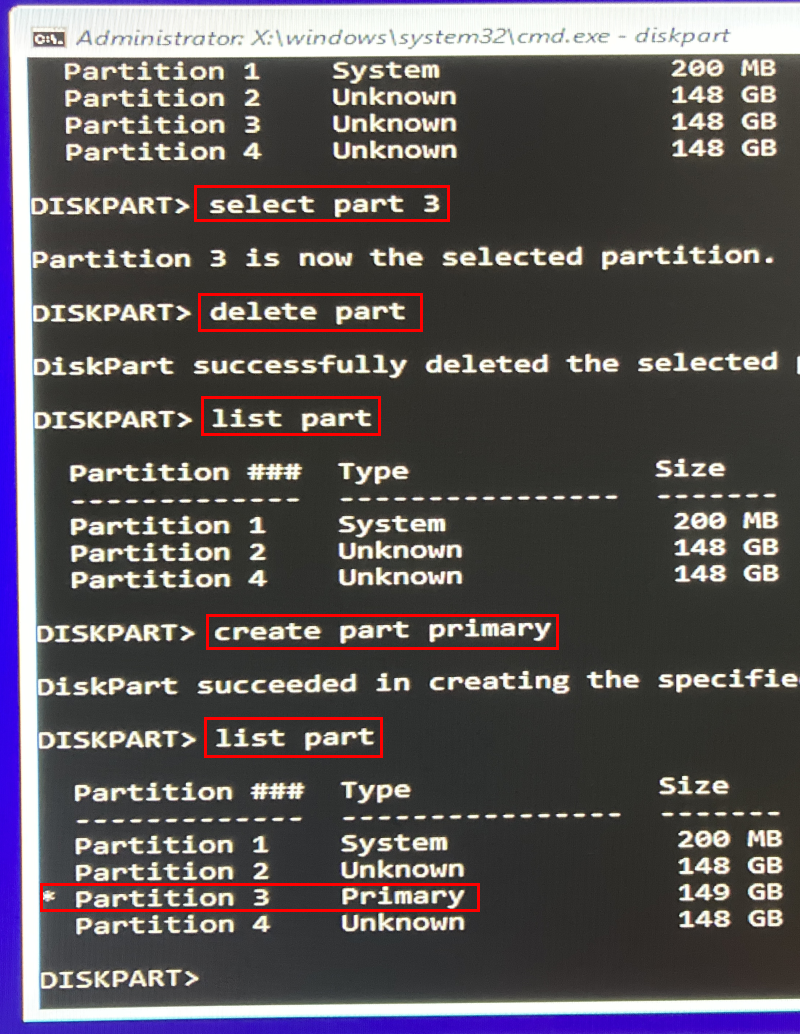 Administrator: X:\windows\system32\cmd.exe - diskpart
Partition 1 System 200 MB
Partition 2 Unknown 148 GB
Partition 3 Unknown 148 GB
Partition 4 Unknown 148 GB
DISKPART> select part 3
Partition 3 is now the selected partition.
DISKPART> delete part
DiskPart successfully deleted the selected
DISKPART> list part
Partition ### Type Size
------------- ---------------- -------
Partition 1 System 200 MB
Partition 2 Unknown 148 GB
Partition 4 Unknown 148 GB
DISKPART> create part primary
DiskPart succeeded in creating the specifie
DISKPART> list part
Partition ### Type Size
------------- ---------------- -------
Partition 1 System 200 MB
Partition 2 Unknown 148 GB
* Partition 3 Primary 149 GB
Partition 4 Unknown 148 GB
DISKPART>